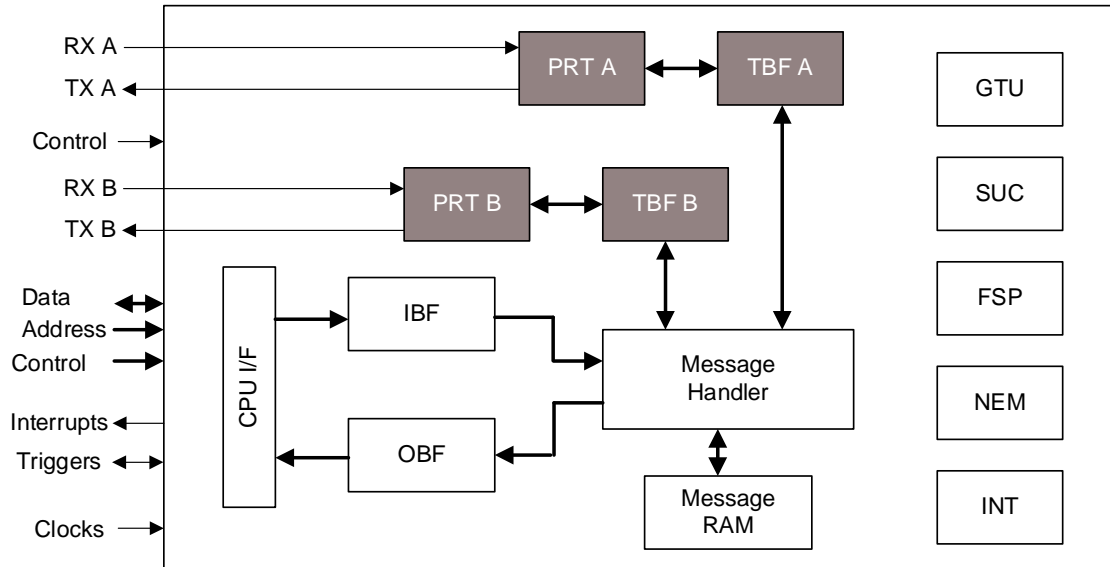 RX A
PRT A
TBF A
GTU
TX A
Control
RX B
PRT B
TBF B
SUC
TX B
Data
IBF
FSP
Address
Control
CPU I/F
Message
Handler
NEM
Interrupts
OBF
Triggers
Message
RAM
INT
Clocks